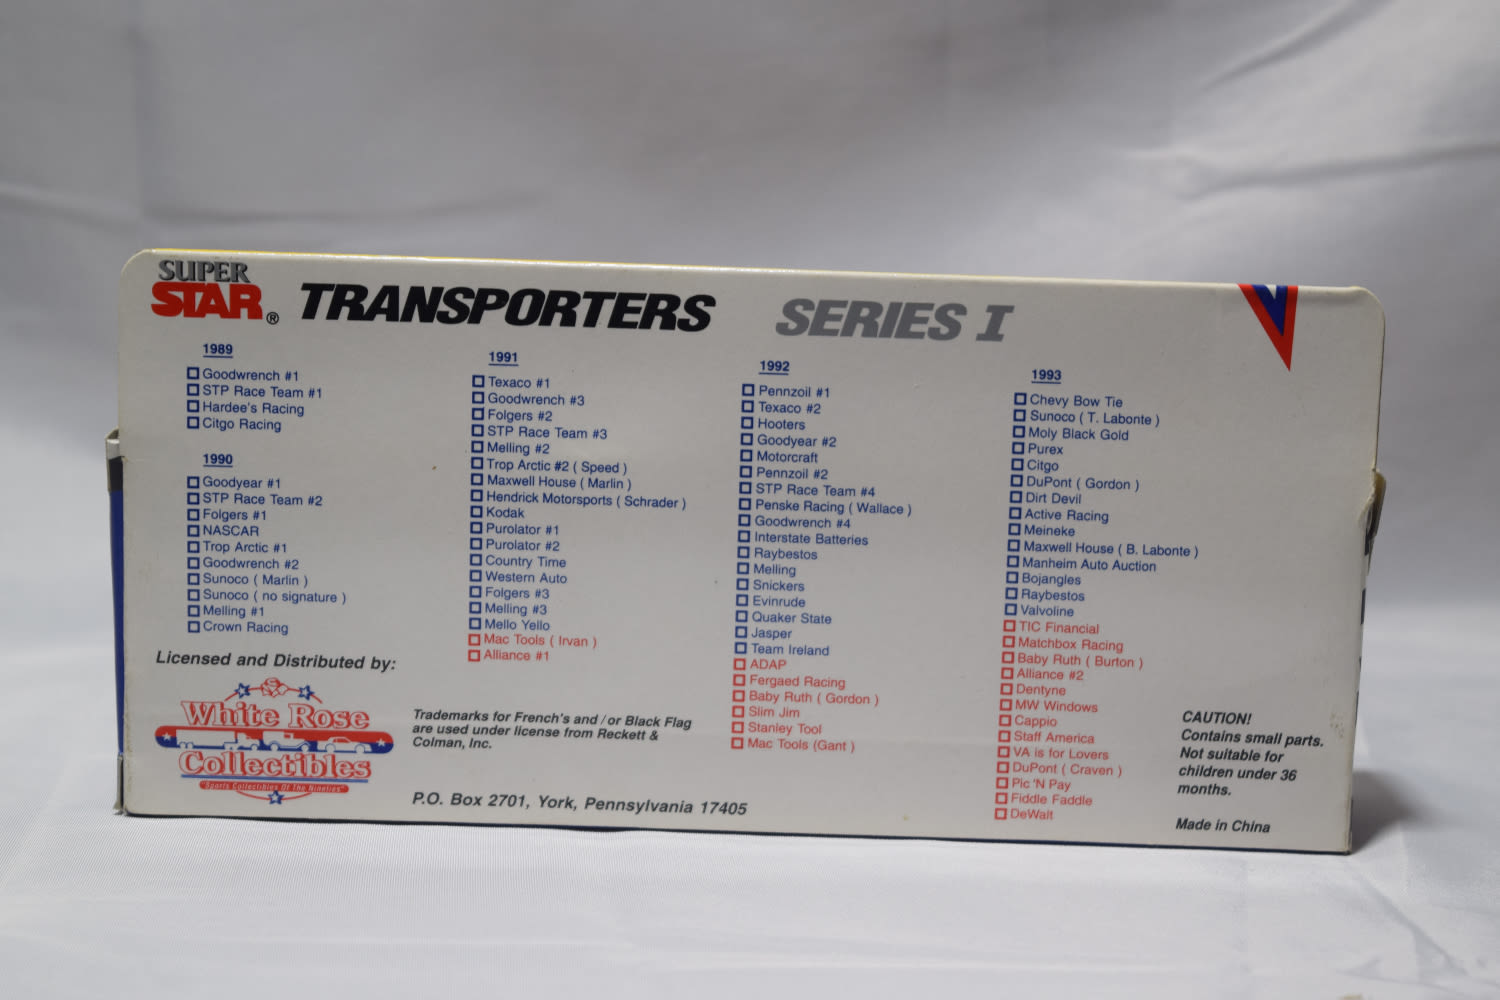 SUPER
STAR®
TRANSPORTERS
SERIES I
1989
Goodwrench #1
STP Race Team #1
Hardee's Racing
Citgo Racing
1990
Goodyear #1
STP Race Team #2
Folgers #1
NASCAR
Trop Arctic #1
Goodwrench #2
Sunoco ( Marlin )
Sunoco ( no signature )
Melling #1
Crown Racing
1991
Texaco #1
Goodwrench #3
Folgers #2
STP Race Team #3
Melling #2
Trop Arctic #2 ( Speed )
Maxwell House ( Marlin )
Hendrick Motorsports ( Schrader )
Kodak
Purolator #1
Purolator #2
Country Time
Western Auto
Folgers #3
Melling #3
Mello Yello
Mac Tools ( Irvan )
Alliance #1
1992
Pennzoil #1
Texaco #2
Hooters
Goodyear #2
Motorcraft
Pennzoil #2
STP Race Team #4
Penske Racing ( Wallace )
Goodwrench #4
Interstate Batteries
Raybestos
Melling
Snickers
Evinrude
Quaker State
Jasper
Team Ireland
ADAP
Fergaed Racing
Baby Ruth ( Gordon )
Slim Jim
Stanley Tool
Mac Tools (Gant )
1993
Chevy Bow Tie
Sunoco ( T. Labonte )
Moly Black Gold
Purex
Citgo
DuPont ( Gordon )
Dirt Devil
Active Racing
Meineke
Maxwell House ( B. Labonte )
Manheim Auto Auction
Bojangles
Raybestos
Valvoline
TIC Financial
Matchbox Racing
Baby Ruth ( Burton )
Alliance #2
Dentyne
MW Windows
Cappio
Staff America
VA is for Lovers
DuPont ( Craven )
Pic 'N Pay
Fiddle Faddle
DeWalt
Licensed and Distributed by:
White Rose
Collectibles
"Sports Collectibles Of The Nineties"
Trademarks for French's and / or Black Flag
are used under license from Reckett &
Colman, Inc.
P.O. Box 2701, York, Pennsylvania 17405
CAUTION!
Contains small parts.
Not suitable for
children under 36
months.
Made in China